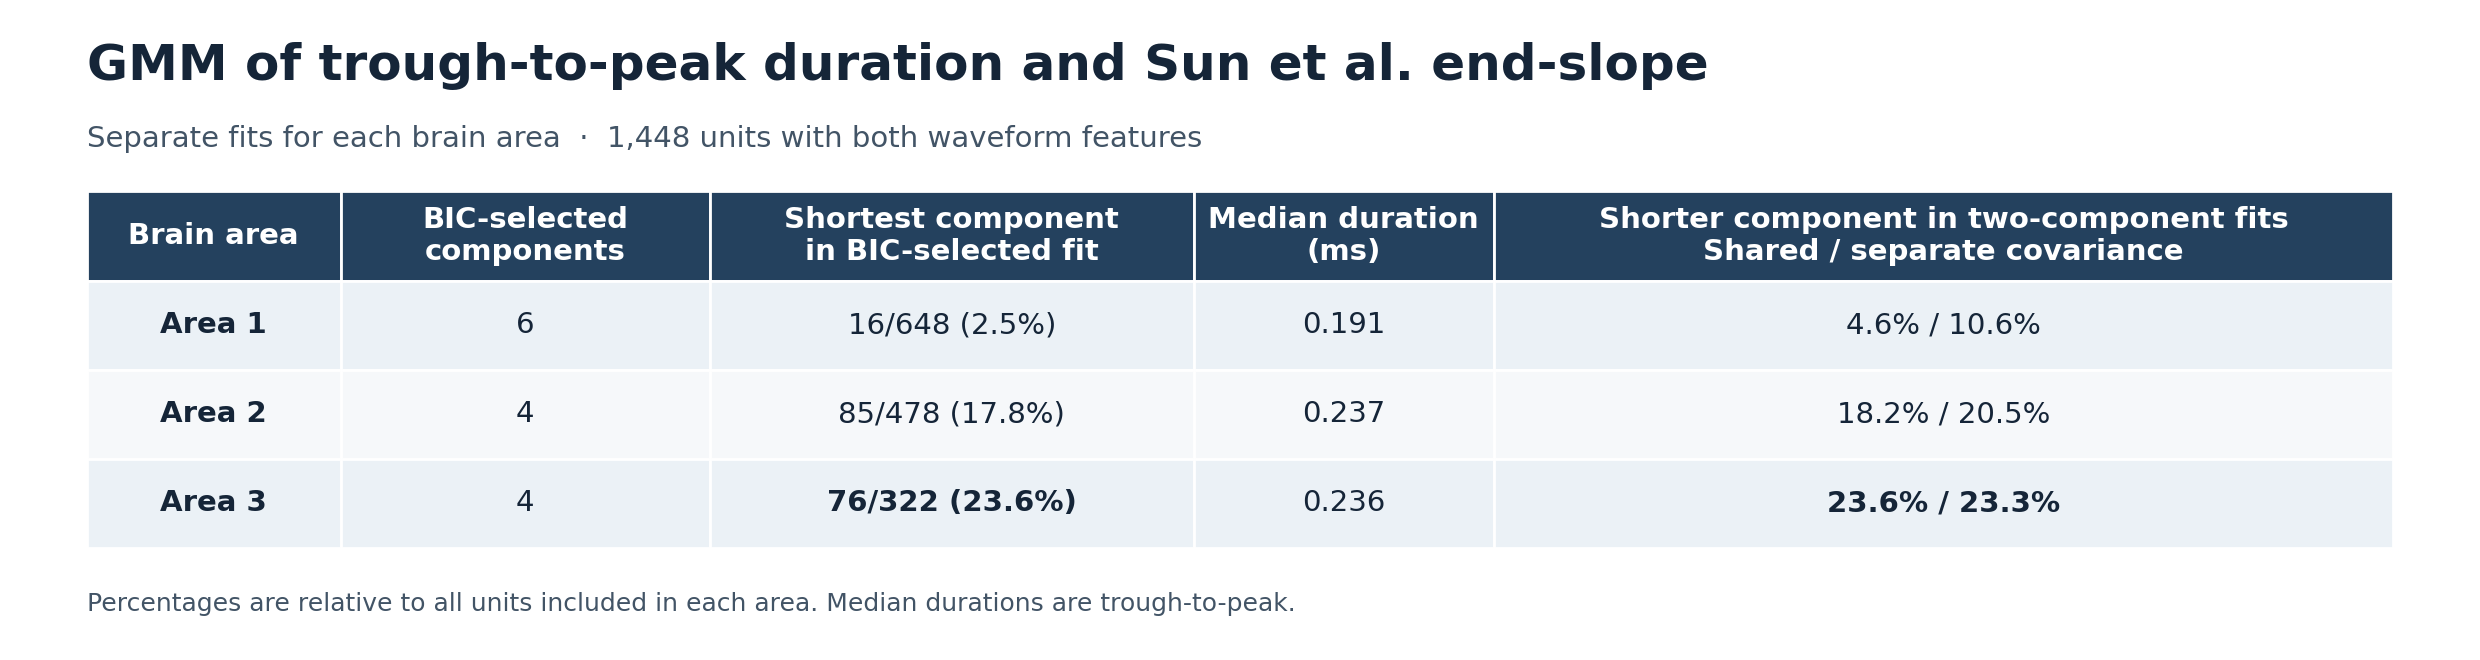 GMM of trough-to-peak duration and Sun et al. end-slope
Separate fits for each brain area · 1,448 units with both waveform features
Brain area
BIC-selected
components
Shortest component
in BIC-selected fit
Median duration
(ms)
Shorter component in two-component fits
Shared / separate covariance
Area 1 6 16/648 (2.5%) 0.191 4.6% / 10.6%
Area 2 4 85/478 (17.8%) 0.237 18.2% / 20.5%
Area 3 4 76/322 (23.6%) 0.236 23.6% / 23.3%
Percentages are relative to all units included in each area. Median durations are trough-to-peak.